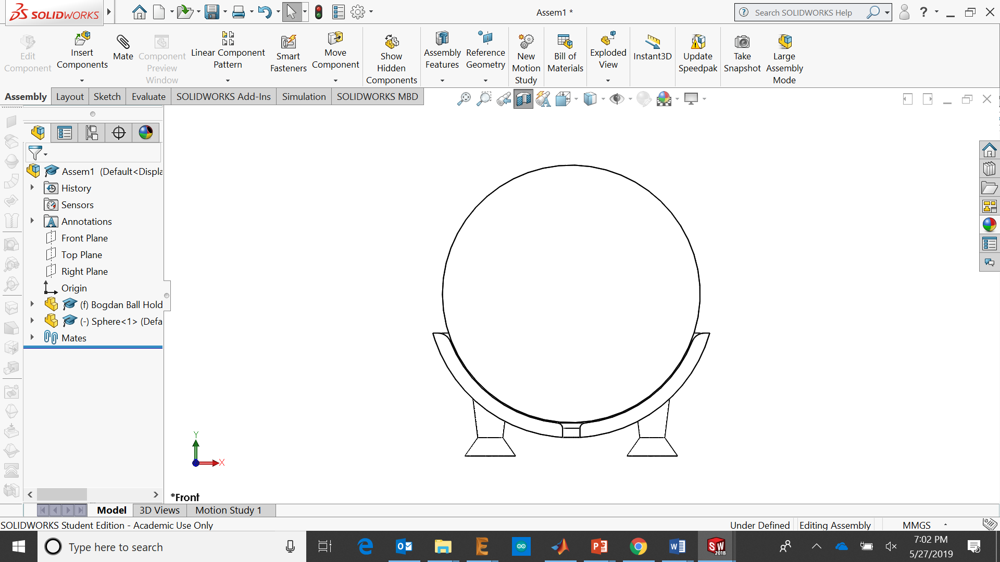 SOLIDWORKS
Assem1 *
Search SOLIDWORKS Help
?
Edit Component
Insert Components
Mate
Component Preview Window
Linear Component Pattern
Smart Fasteners
Move Component
Show Hidden Components
Assembly Features
Reference Geometry
New Motion Study
Bill of Materials
Exploded View
Instant3D
Update Speedpak
Take Snapshot
Large Assembly Mode
Assembly
Layout
Sketch
Evaluate
SOLIDWORKS Add-Ins
Simulation
SOLIDWORKS MBD
Assem1 (Default<Displa
History
Sensors
Annotations
Front Plane
Top Plane
Right Plane
Origin
(f) Bogdan Ball Hold
(-) Sphere<1> (Defa
Mates
Y
X
*Front
Model
3D Views
Motion Study 1
SOLIDWORKS Student Edition - Academic Use Only
Under Defined
Editing Assembly
MMGS
Type here to search
SW 2018
7:02 PM
5/27/2019